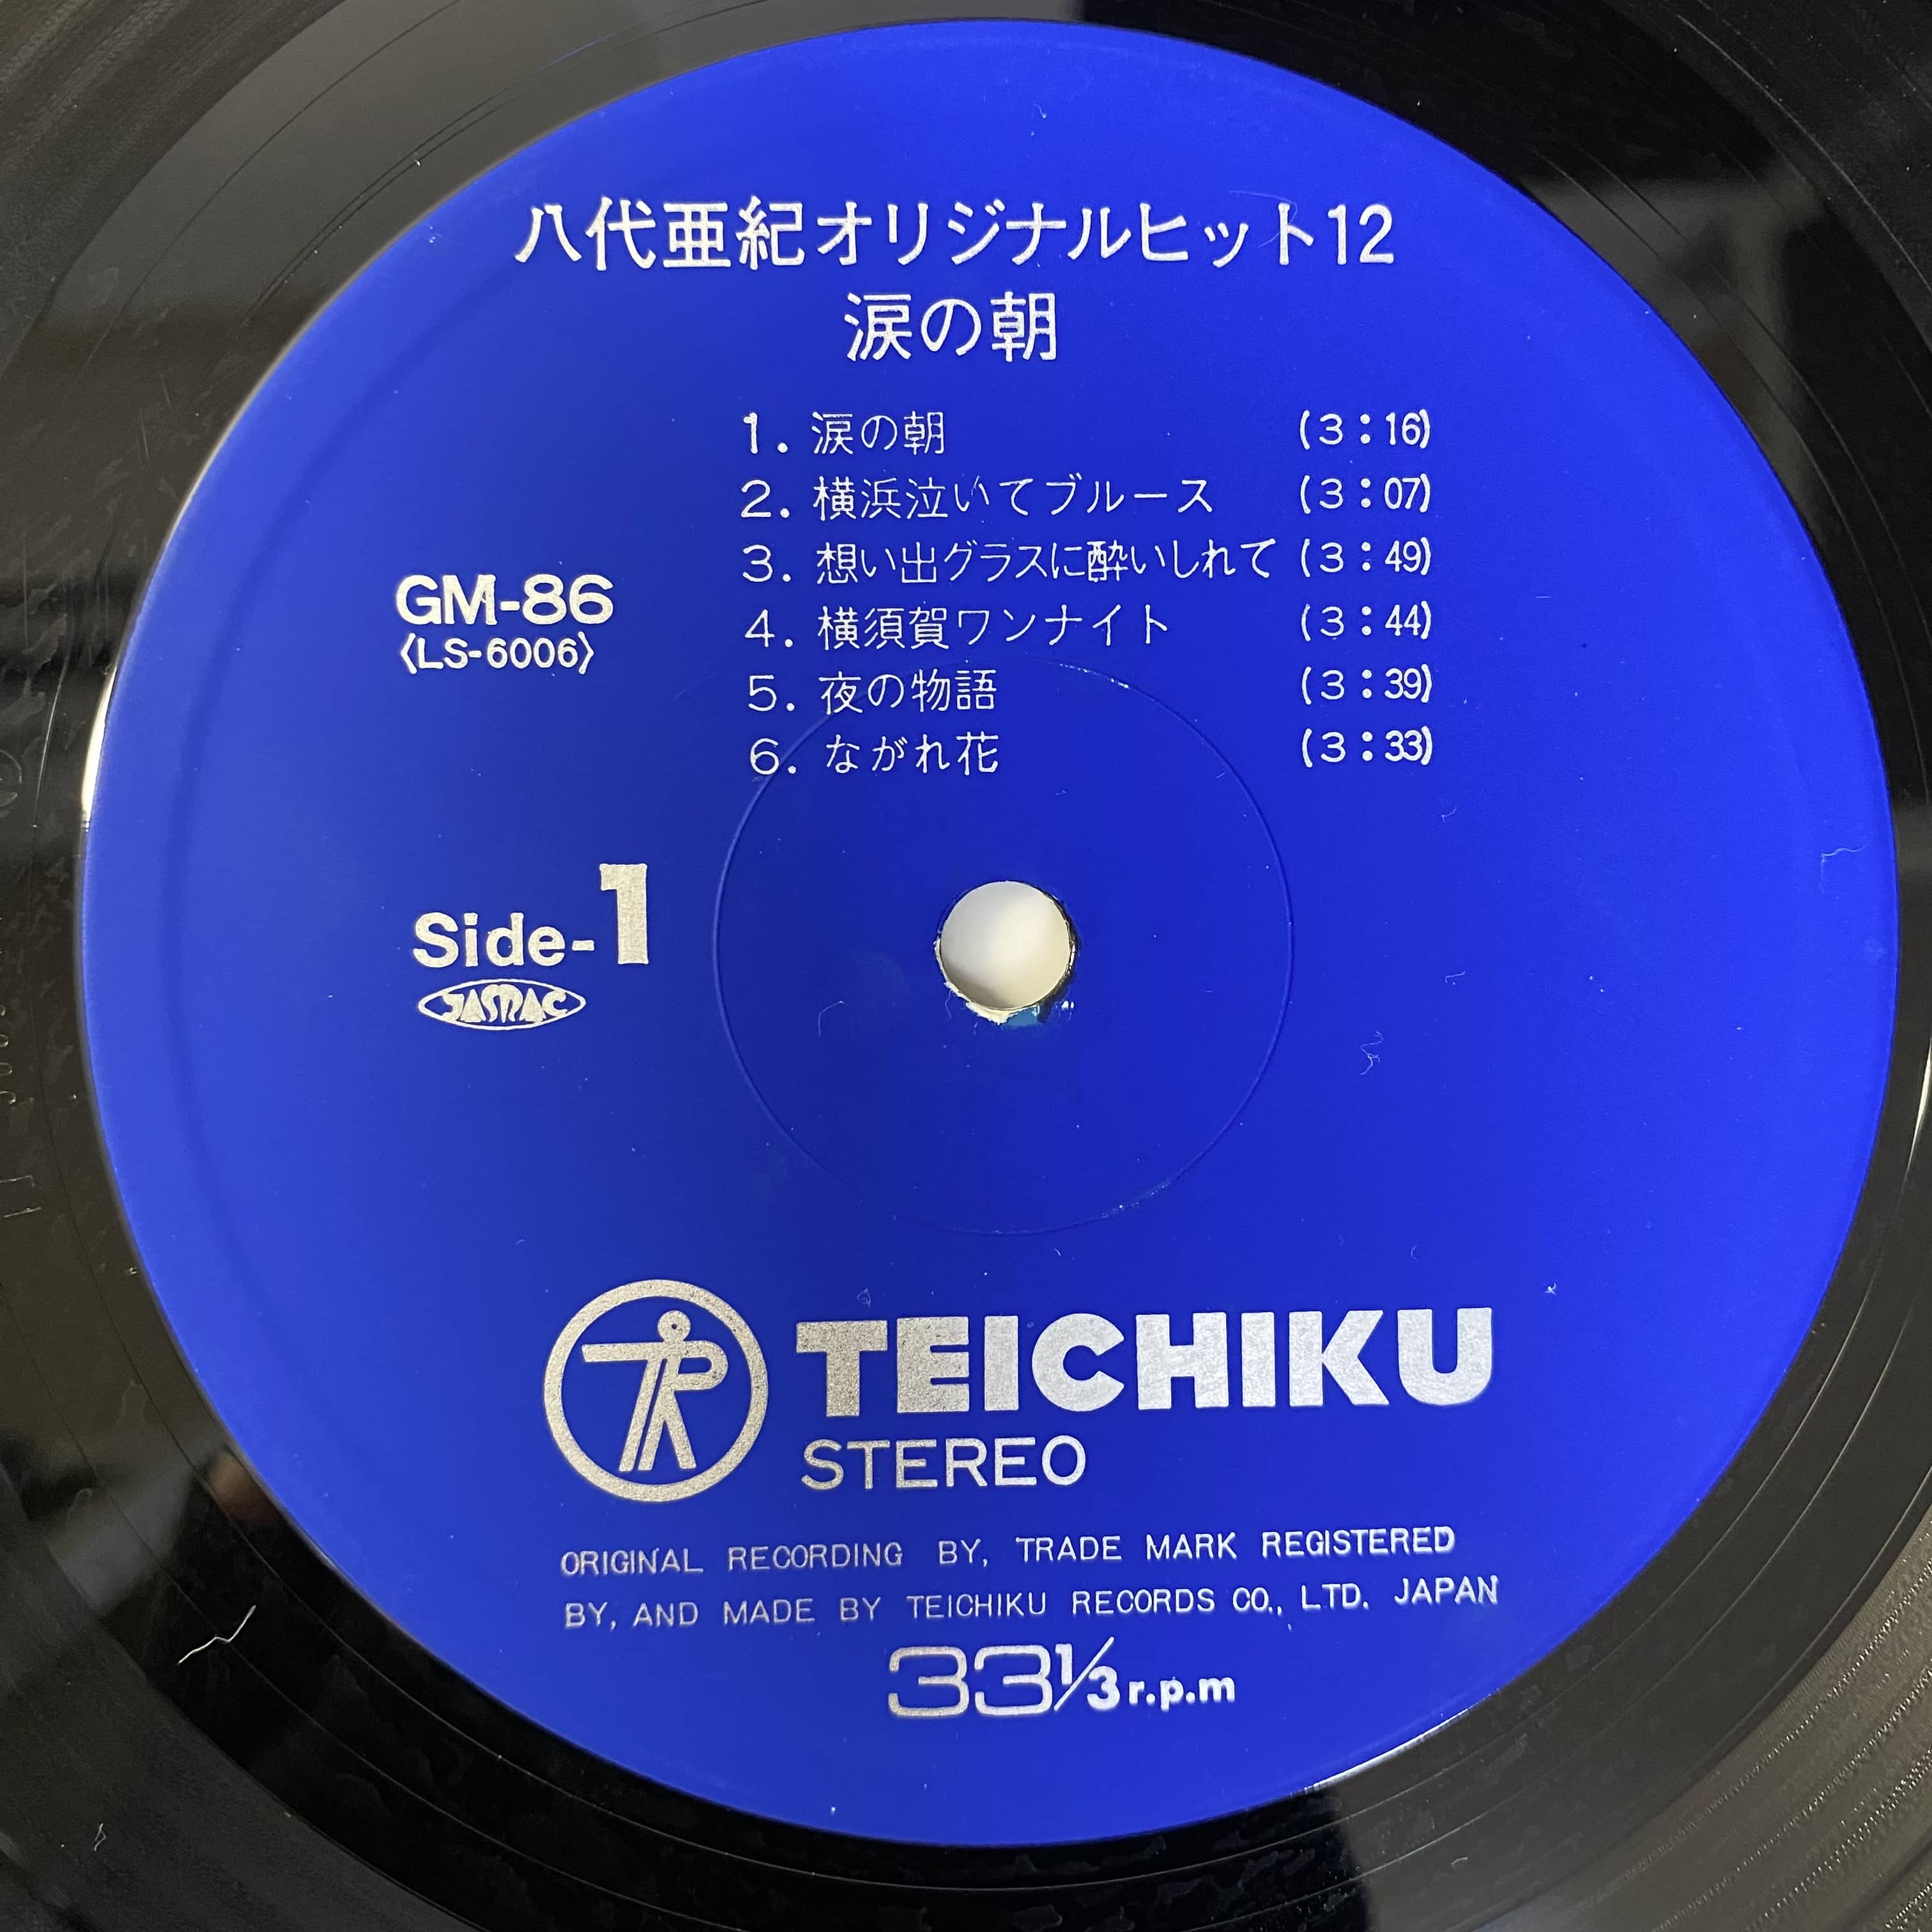 八代亜紀オリジナルヒット12
涙の朝
1. 涙の朝 (3:16)
2. 横浜泣いてブルース (3:07)
3. 想い出グラスに酔いしれて (3:49)
4. 横須賀ワンナイト (3:44)
5. 夜の物語 (3:39)
6. ながれ花 (3:33)
GM-86
〈LS-6006〉
Side-1
JASRAC
TR TEICHIKU
STEREO
ORIGINAL RECORDING BY, TRADE MARK REGISTERED
BY, AND MADE BY TEICHIKU RECORDS CO., LTD. JAPAN
33 1/3 r.p.m